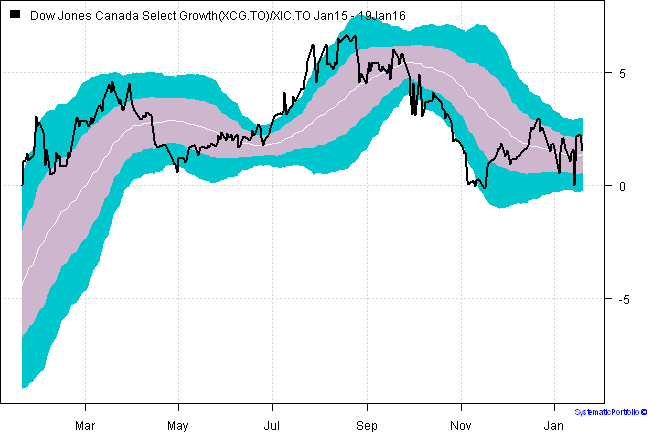 Dow Jones Canada Select Growth(XCG.TO)/XIC.TO Jan15 - 19Jan16
5
0
-5
Mar May Jul Sep Nov Jan
SystematicPortfolio ©